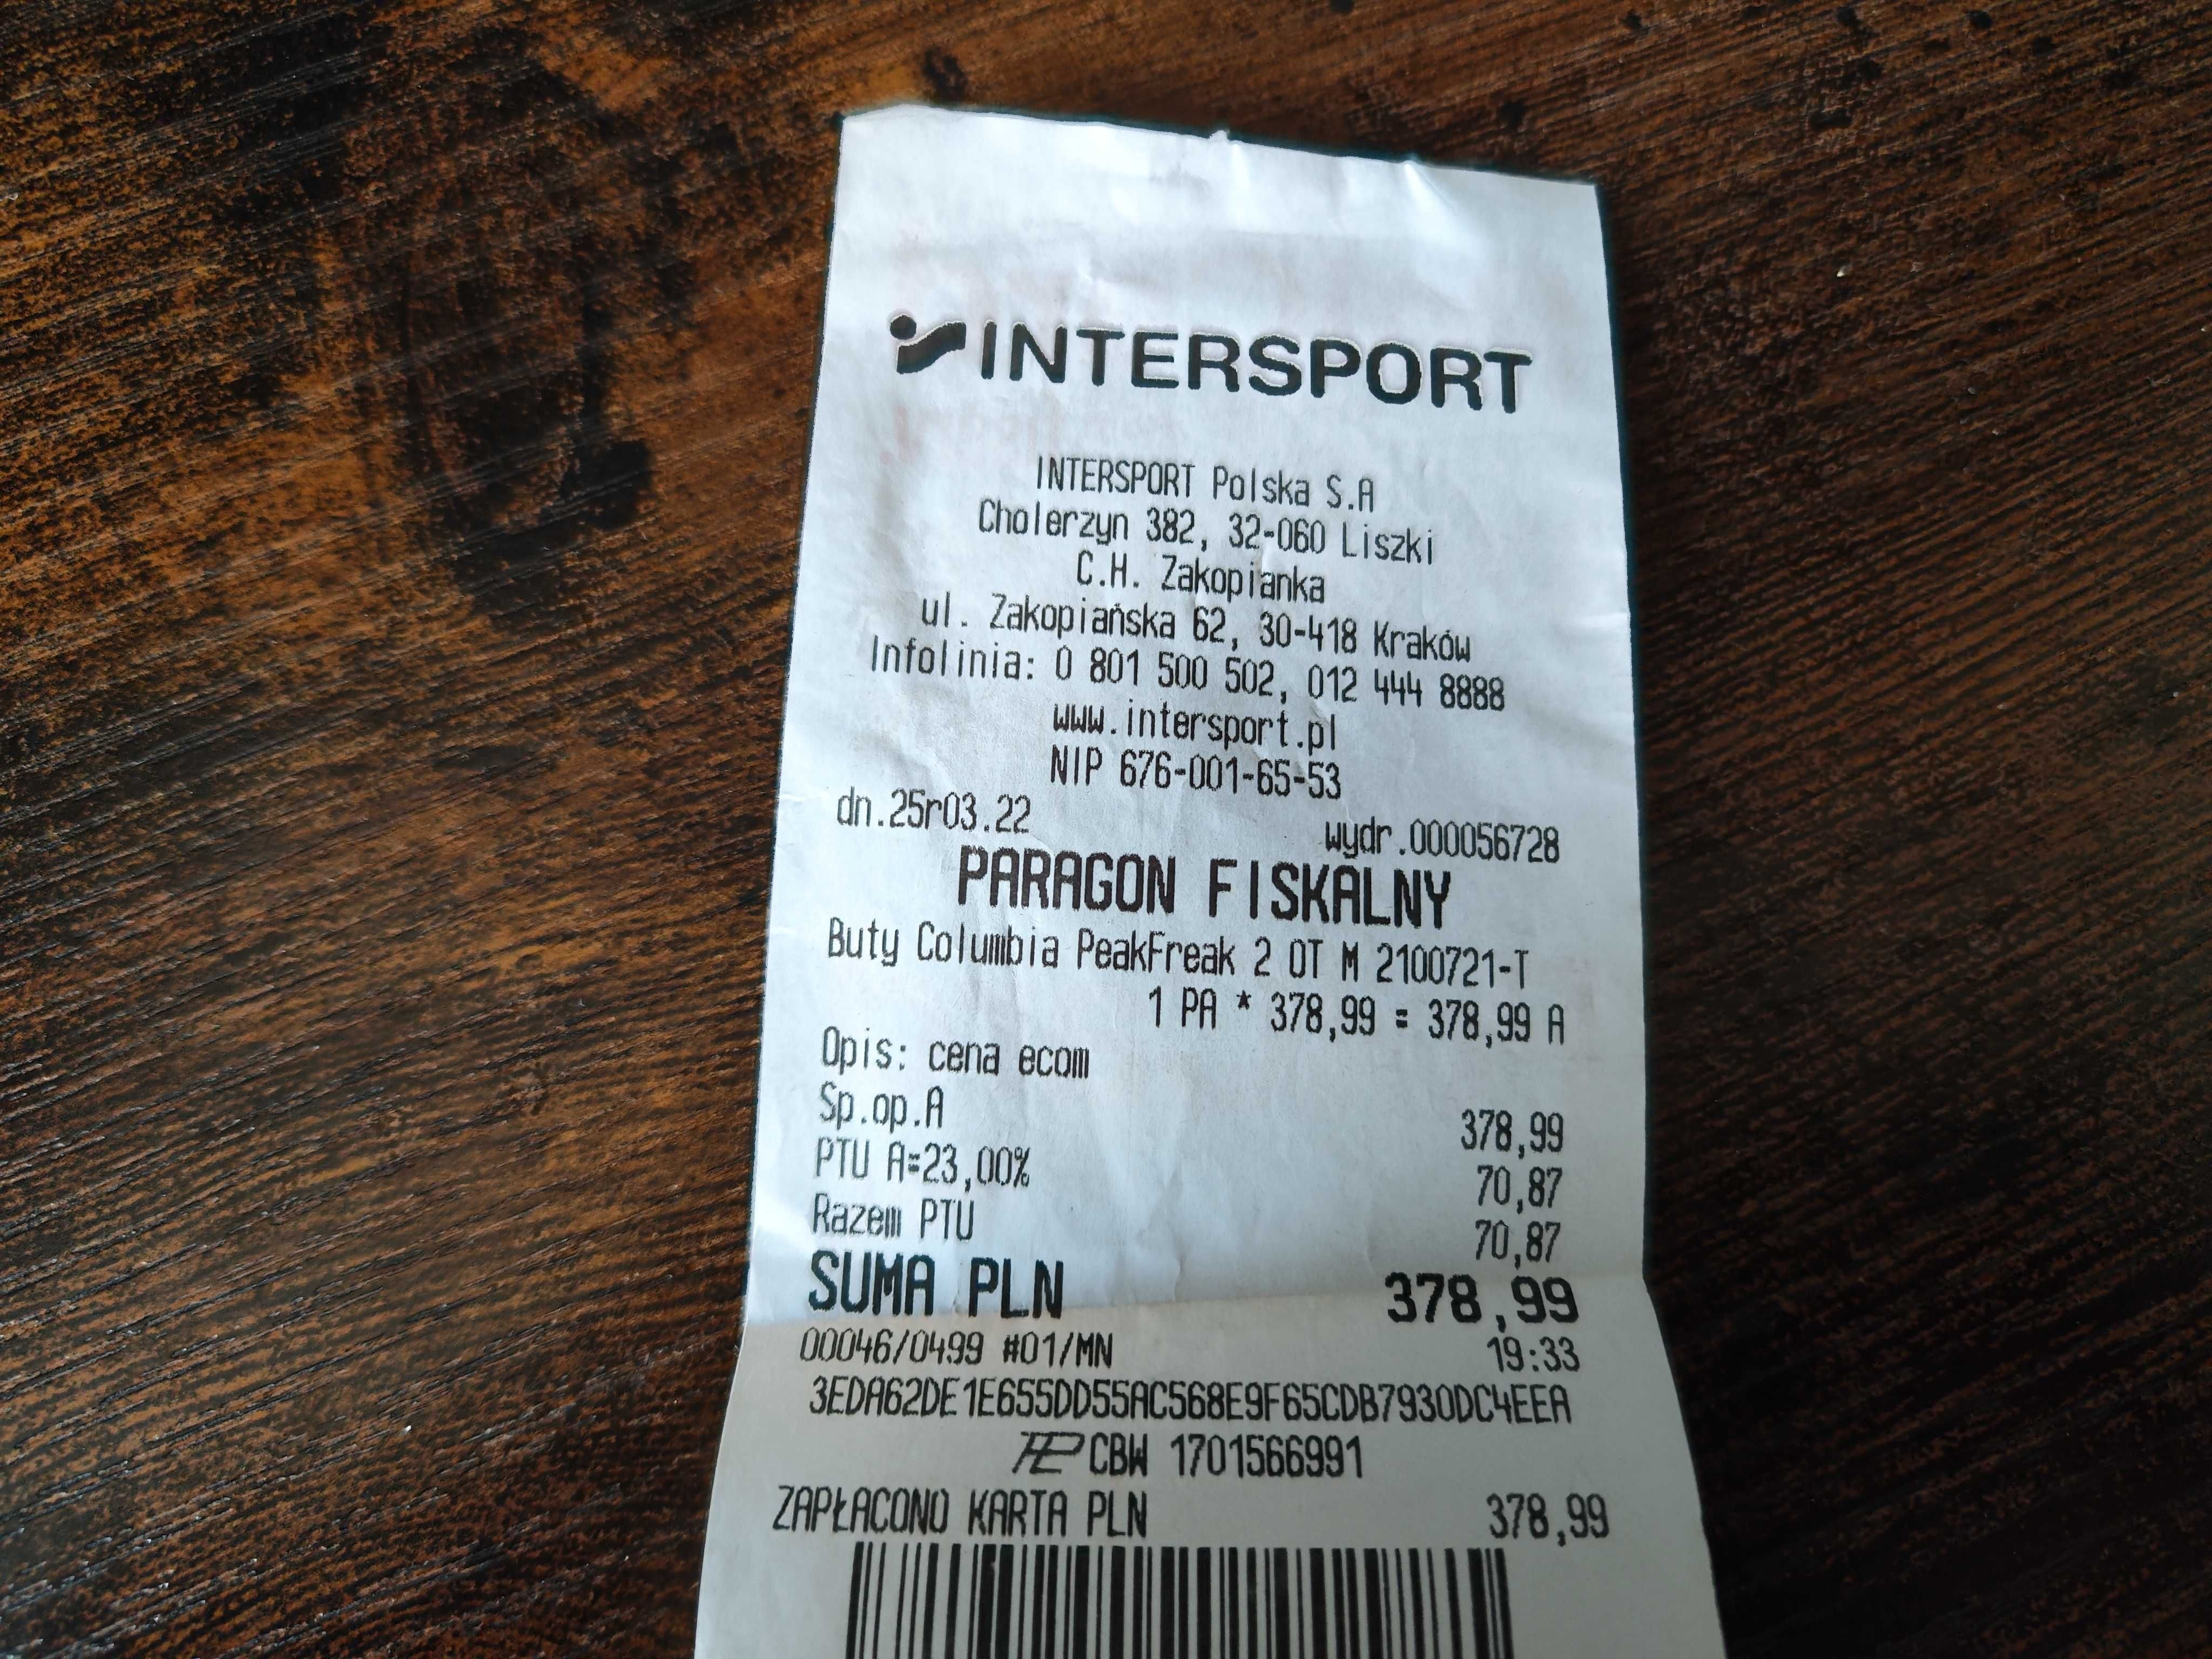 INTERSPORT
INTERSPORT Polska S.A
Cholerzyn 382, 32-060 Liszki
C.H. Zakopianka
ul. Zakopiańska 62, 30-418 Kraków
Infolinia: 0 801 500 502, 012 444 8888
www.intersport.pl
NIP 676-001-65-53
dn.25r03.22 wydr.000056728
PARAGON FISKALNY
Buty Columbia PeakFreak 2 OT M 2100721-T
1 PA * 378,99 = 378,99 A
Opis: cena ecom
Sp.op.A 378,99
PTU A=23,00% 70,87
Razem PTU 70,87
SUMA PLN 378,99
00046/0499 #01/MN 19:33
3EDA62DE1E655DD55AC568E9F65CDB7930DC4EEA
CBW 1701566991
ZAPŁACONO KARTA PLN 378,99